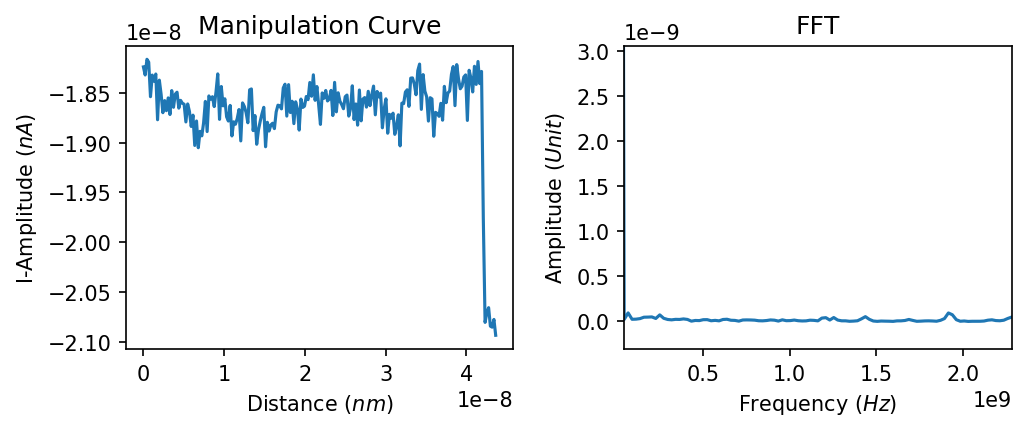 Manipulation Curve
1e−8
−1.85
−1.90
−1.95
−2.00
−2.05
−2.10
I-Amplitude (nA)
0
1
2
3
4
1e−8
Distance (nm)
FFT
1e−9
3.0
2.5
2.0
1.5
1.0
0.5
0.0
Amplitude (Unit)
0.5
1.0
1.5
2.0
1e9
Frequency (Hz)